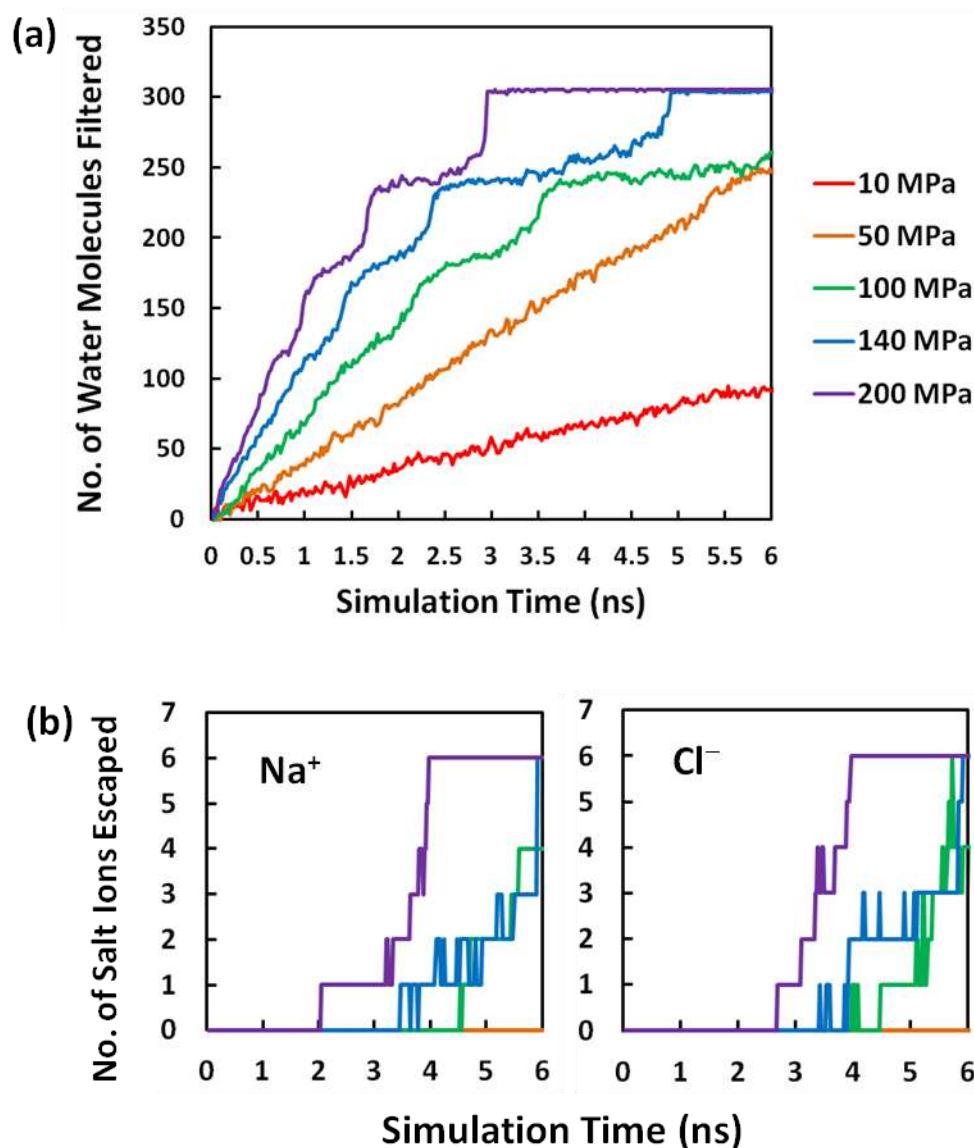 (a)
No. of Water Molecules Filtered
350
300
250
200
150
100
50
0
0 0.5 1 1.5 2 2.5 3 3.5 4 4.5 5 5.5 6
Simulation Time (ns)
10 MPa
50 MPa
100 MPa
140 MPa
200 MPa
(b)
No. of Salt Ions Escaped
7
6
5
4
3
2
1
0
Na⁺
0 1 2 3 4 5 6
7
6
5
4
3
2
1
0
Cl⁻
0 1 2 3 4 5 6
Simulation Time (ns)